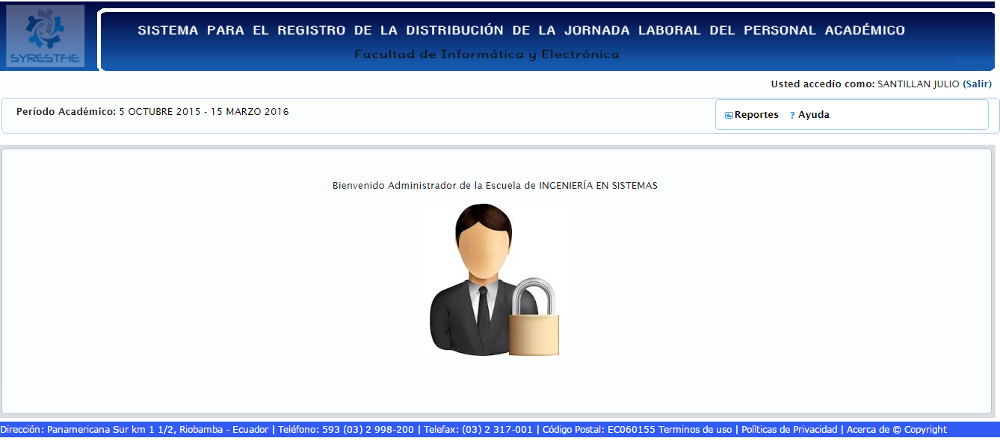 SYRESTFIE
SISTEMA PARA EL REGISTRO DE LA DISTRIBUCIÓN DE LA JORNADA LABORAL DEL PERSONAL ACADÉMICO
Facultad de Informática y Electrónica
Usted accedío como: SANTILLAN JULIO (Salir)
Período Académico: 5 OCTUBRE 2015 - 15 MARZO 2016
Reportes ? Ayuda
Bienvenido Administrador de la Escuela de INGENIERÍA EN SISTEMAS
Dirección: Panamericana Sur km 1 1/2, Riobamba - Ecuador | Teléfono: 593 (03) 2 998-200 | Telefax: (03) 2 317-001 | Código Postal: EC060155 Terminos de uso | Políticas de Privacidad | Acerca de © Copyright